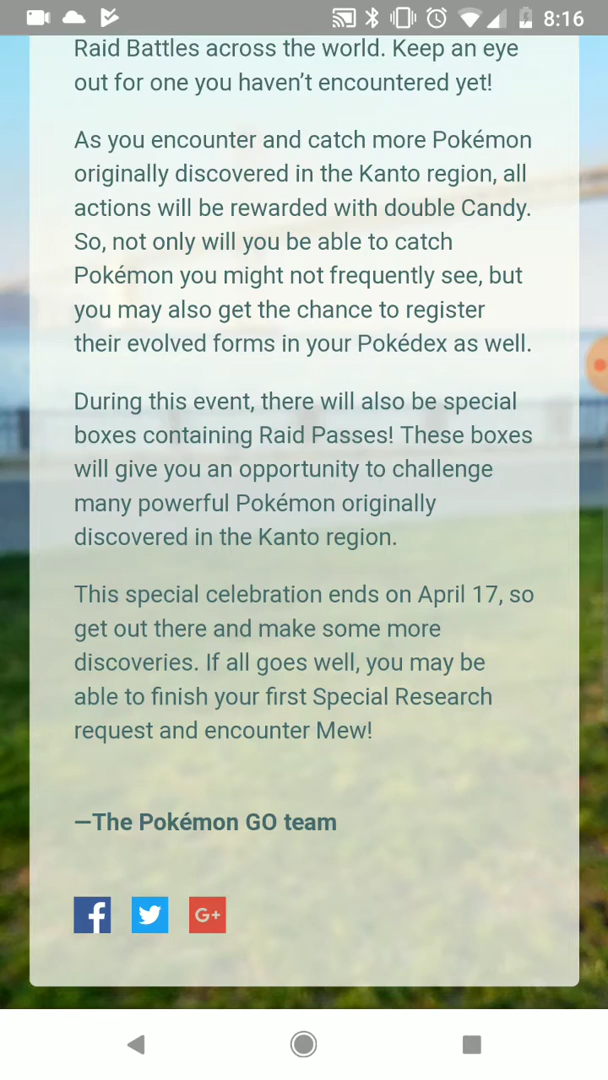 8:16
Raid Battles across the world. Keep an eye
out for one you haven’t encountered yet!
As you encounter and catch more Pokémon
originally discovered in the Kanto region, all
actions will be rewarded with double Candy.
So, not only will you be able to catch
Pokémon you might not frequently see, but
you may also get the chance to register
their evolved forms in your Pokédex as well.
During this event, there will also be special
boxes containing Raid Passes! These boxes
will give you an opportunity to challenge
many powerful Pokémon originally
discovered in the Kanto region.
This special celebration ends on April 17, so
get out there and make some more
discoveries. If all goes well, you may be
able to finish your first Special Research
request and encounter Mew!
—The Pokémon GO team
G+